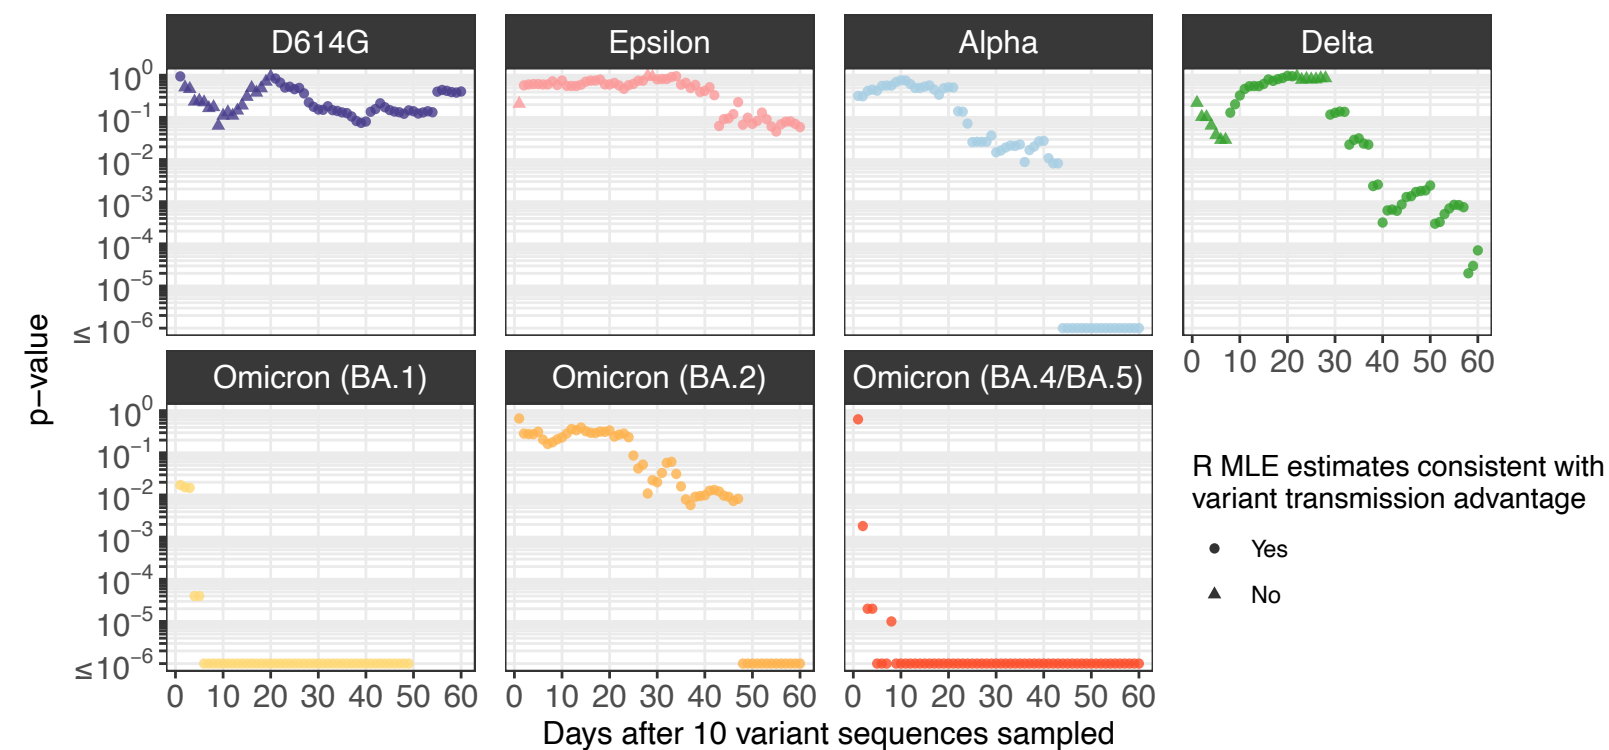 D614G
Epsilon
Alpha
Delta
10⁰
10⁻¹
10⁻²
10⁻³
10⁻⁴
10⁻⁵
≤10⁻⁶
0 10 20 30 40 50 60
p−value
Omicron (BA.1)
Omicron (BA.2)
Omicron (BA.4/BA.5)
10⁰
10⁻¹
10⁻²
10⁻³
10⁻⁴
10⁻⁵
≤10⁻⁶
0 10 20 30 40 50 60
0 10 20 30 40 50 60
0 10 20 30 40 50 60
Days after 10 variant sequences sampled
R MLE estimates consistent with
variant transmission advantage
Yes
No